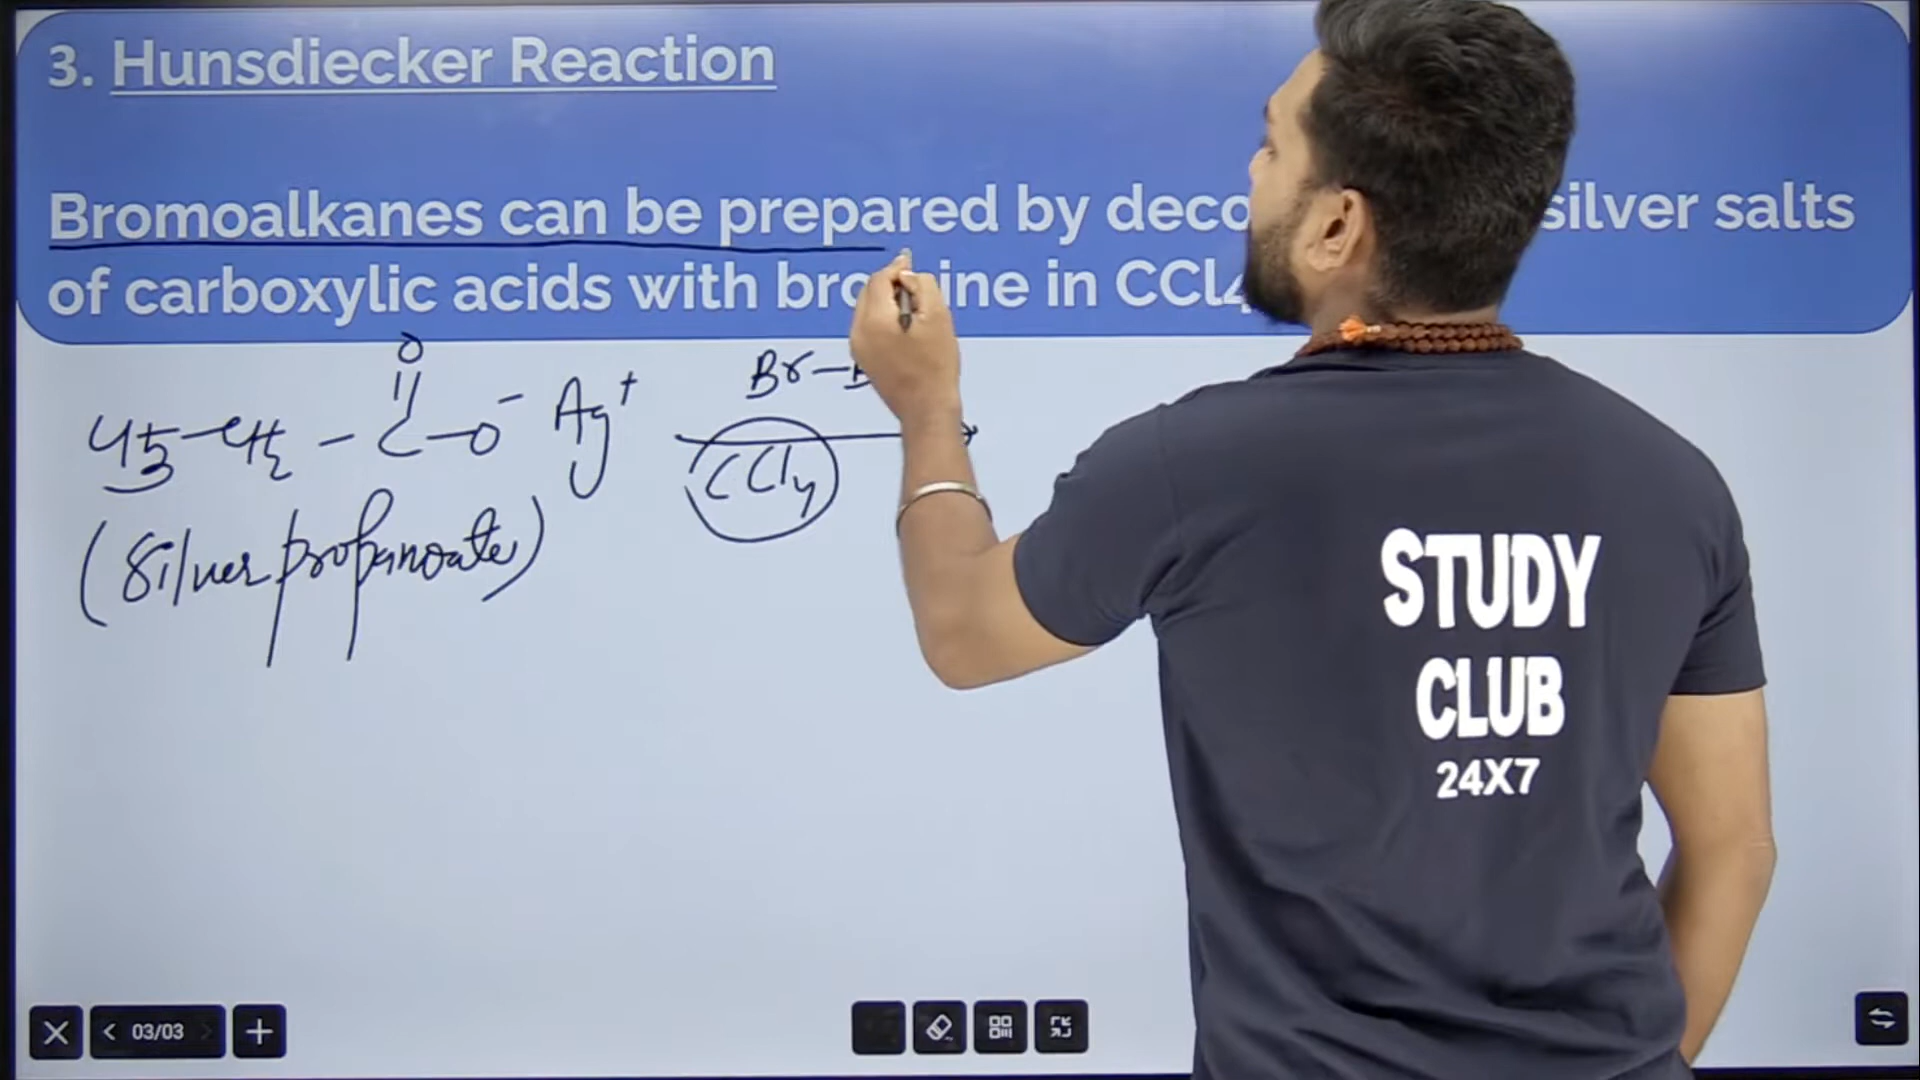 3. Hunsdiecker Reaction
Bromoalkanes can be prepared by deco silver salts
of carboxylic acids with bro ine in CCl4
O
||
CH3-CH2-C-O⁻ Ag⁺
Br-B
CCl4
(Silver propanoate)
STUDY
CLUB
24X7
03/03